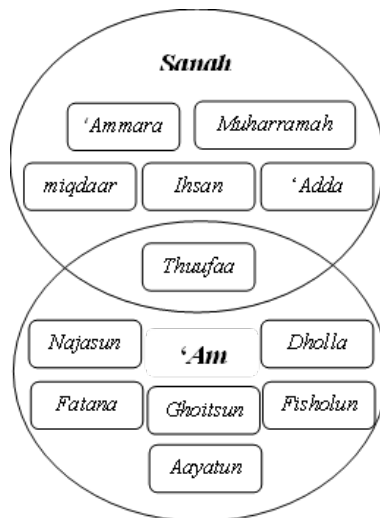 Sanah
‘Ammara Muharramah
miqdaar Ihsan ‘Adda
Thuufaa
Najasun ‘Am Dholla
Fatana Ghoitsun Fisholun
Aayatun